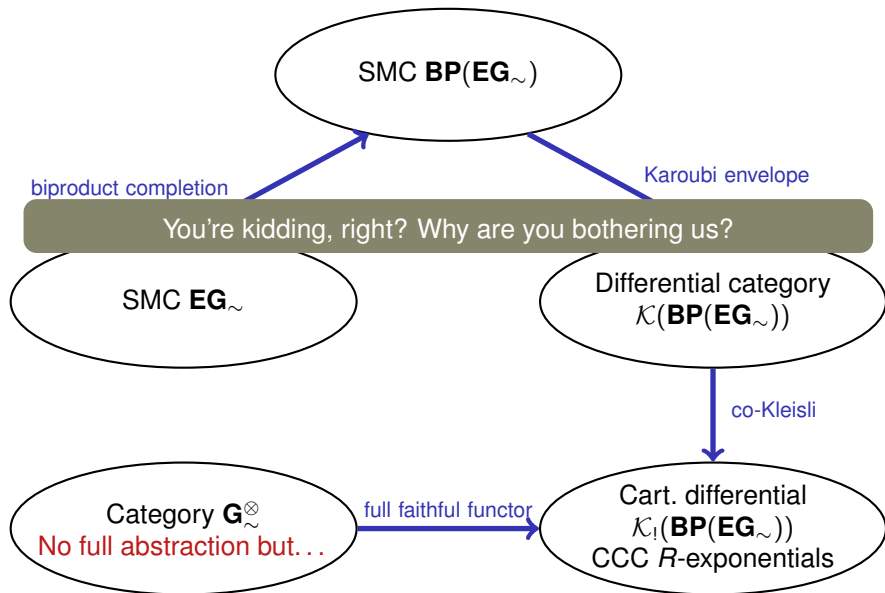 SMC BP(EG∼)
biproduct completion
Karoubi envelope
You're kidding, right? Why are you bothering us?
SMC EG∼
Differential category
𝒦(BP(EG∼))
co-Kleisli
Category G⊗∼
No full abstraction but...
full faithful functor
Cart. differential
𝒦!(BP(EG∼))
CCC R-exponentials